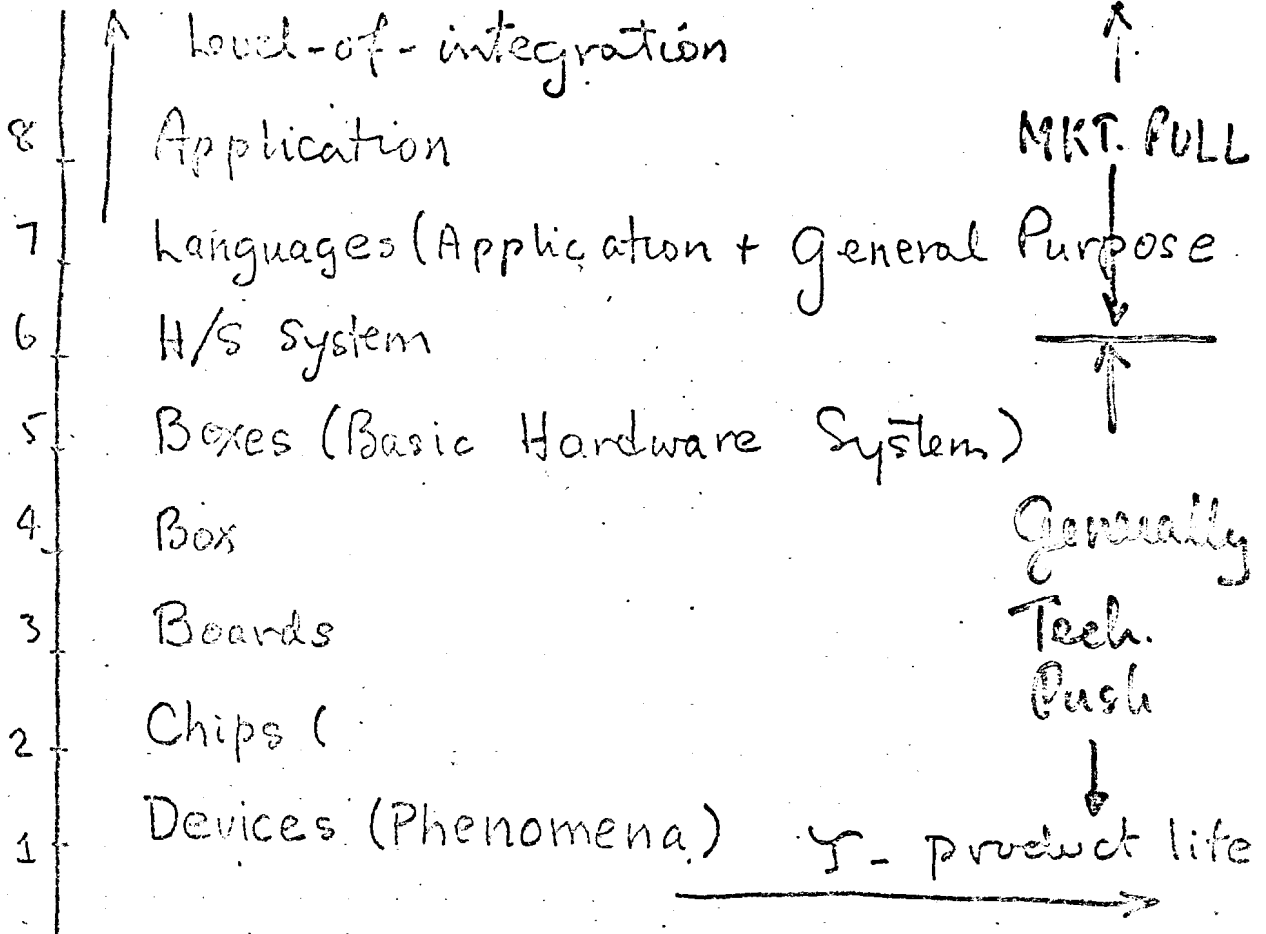 Level-of-integration
8 Application MKT. PULL
7 Languages (Application + General Purpose
6 H/S System
5 Boxes (Basic Hardware System)
4 Box Generally
3 Boards Tech.
Push
2 Chips (
1 Devices (Phenomena) - product life